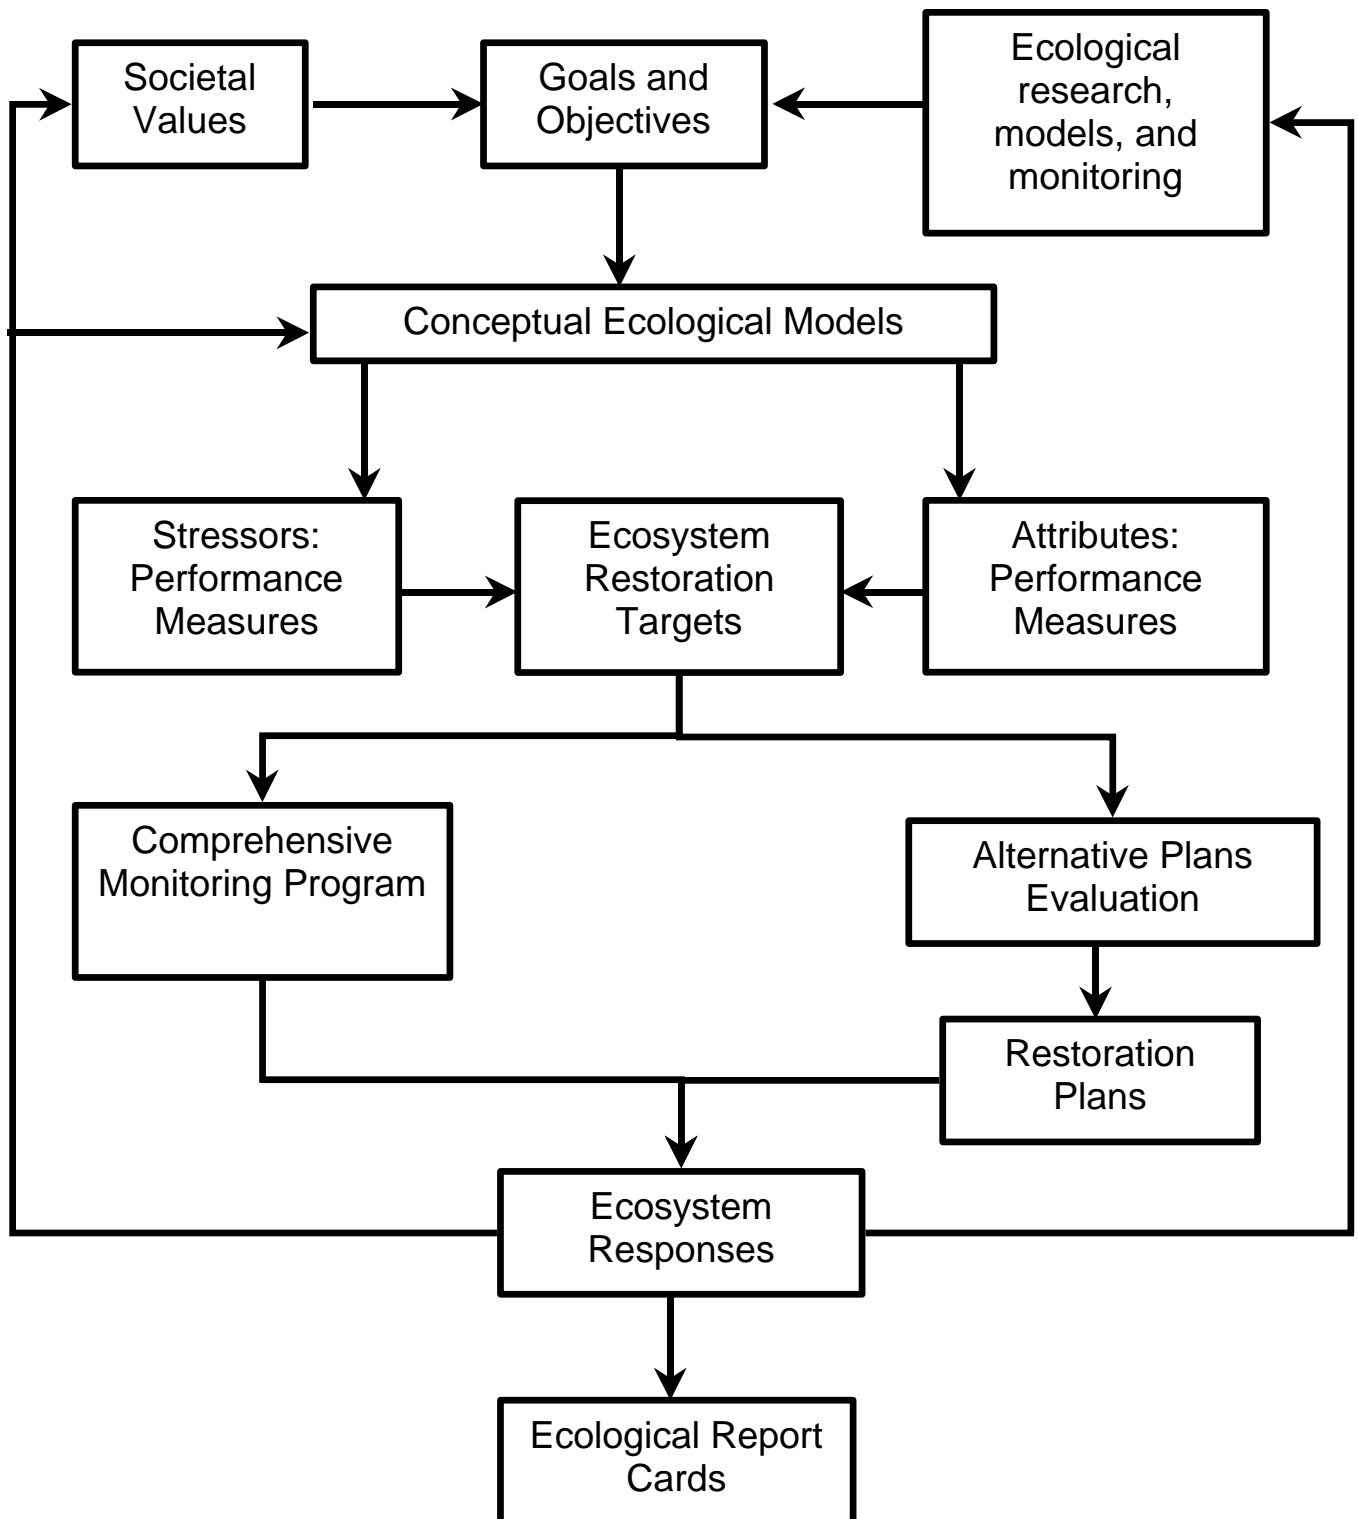 Societal
Values
Goals and
Objectives
Ecological
research,
models, and
monitoring
Conceptual Ecological Models
Stressors:
Performance
Measures
Ecosystem
Restoration
Targets
Attributes:
Performance
Measures
Comprehensive
Monitoring Program
Alternative Plans
Evaluation
Restoration
Plans
Ecosystem
Responses
Ecological Report
Cards